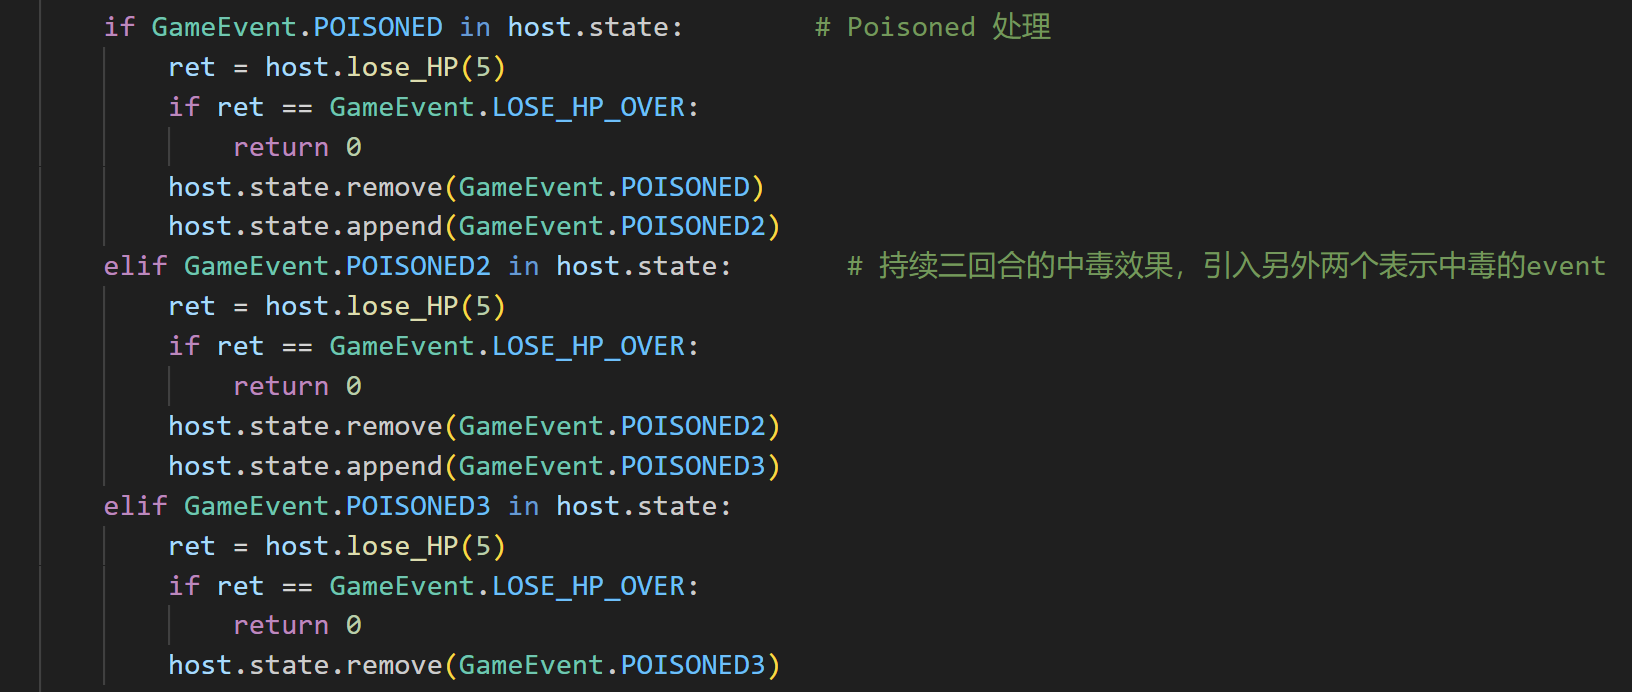 if GameEvent.POISONED in host.state:        # Poisoned 处理
    ret = host.lose_HP(5)
    if ret == GameEvent.LOSE_HP_OVER:
        return 0
    host.state.remove(GameEvent.POISONED)
    host.state.append(GameEvent.POISONED2)
elif GameEvent.POISONED2 in host.state:       # 持续三回合的中毒效果，引入另外两个表示中毒的event
    ret = host.lose_HP(5)
    if ret == GameEvent.LOSE_HP_OVER:
        return 0
    host.state.remove(GameEvent.POISONED2)
    host.state.append(GameEvent.POISONED3)
elif GameEvent.POISONED3 in host.state:
    ret = host.lose_HP(5)
    if ret == GameEvent.LOSE_HP_OVER:
        return 0
    host.state.remove(GameEvent.POISONED3)